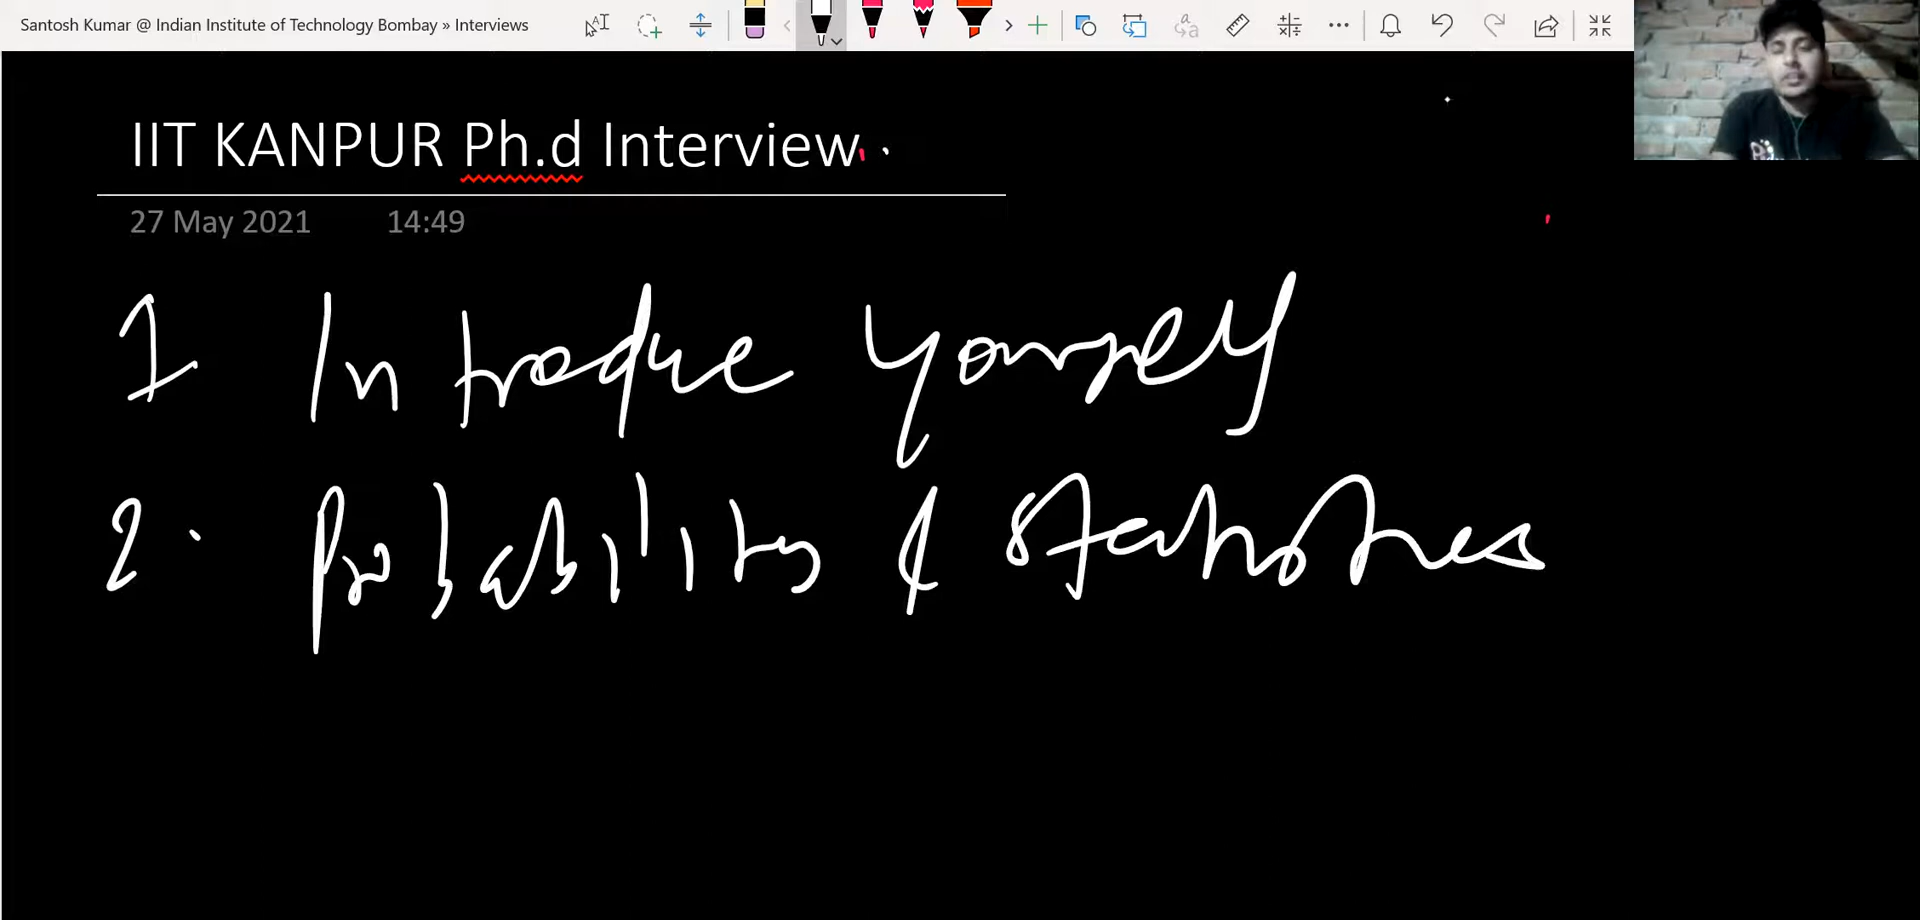 Santosh Kumar @ Indian Institute of Technology Bombay » Interviews
IIT KANPUR Ph.d Interview
27 May 2021 14:49
1 Introdue yourself
2. Probability & statistics